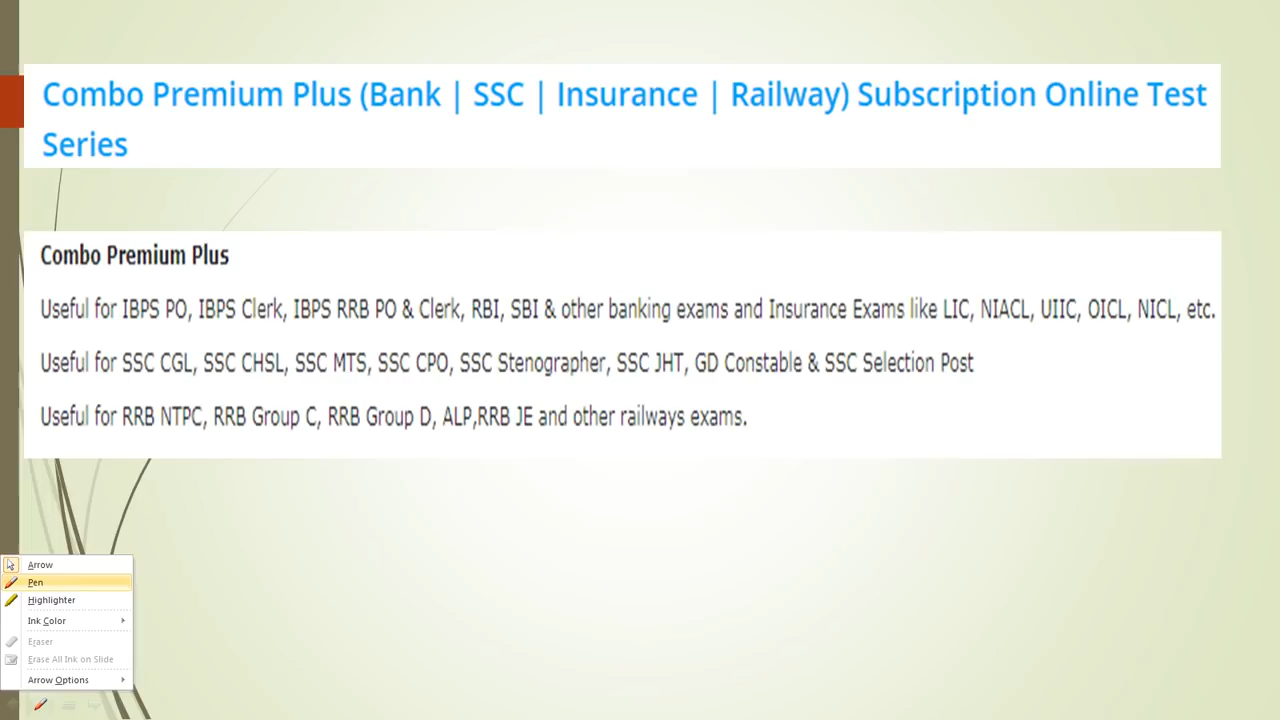 Combo Premium Plus (Bank | SSC | Insurance | Railway) Subscription Online Test
Series
Combo Premium Plus
Useful for IBPS PO, IBPS Clerk, IBPS RRB PO & Clerk, RBI, SBI & other banking exams and Insurance Exams like LIC, NIACL, UIIC, OICL, NICL, etc.
Useful for SSC CGL, SSC CHSL, SSC MTS, SSC CPO, SSC Stenographer, SSC JHT, GD Constable & SSC Selection Post
Useful for RRB NTPC, RRB Group C, RRB Group D, ALP,RRB JE and other railways exams.
Arrow
Pen
Highlighter
Ink Color
Eraser
Erase All Ink on Slide
Arrow Options